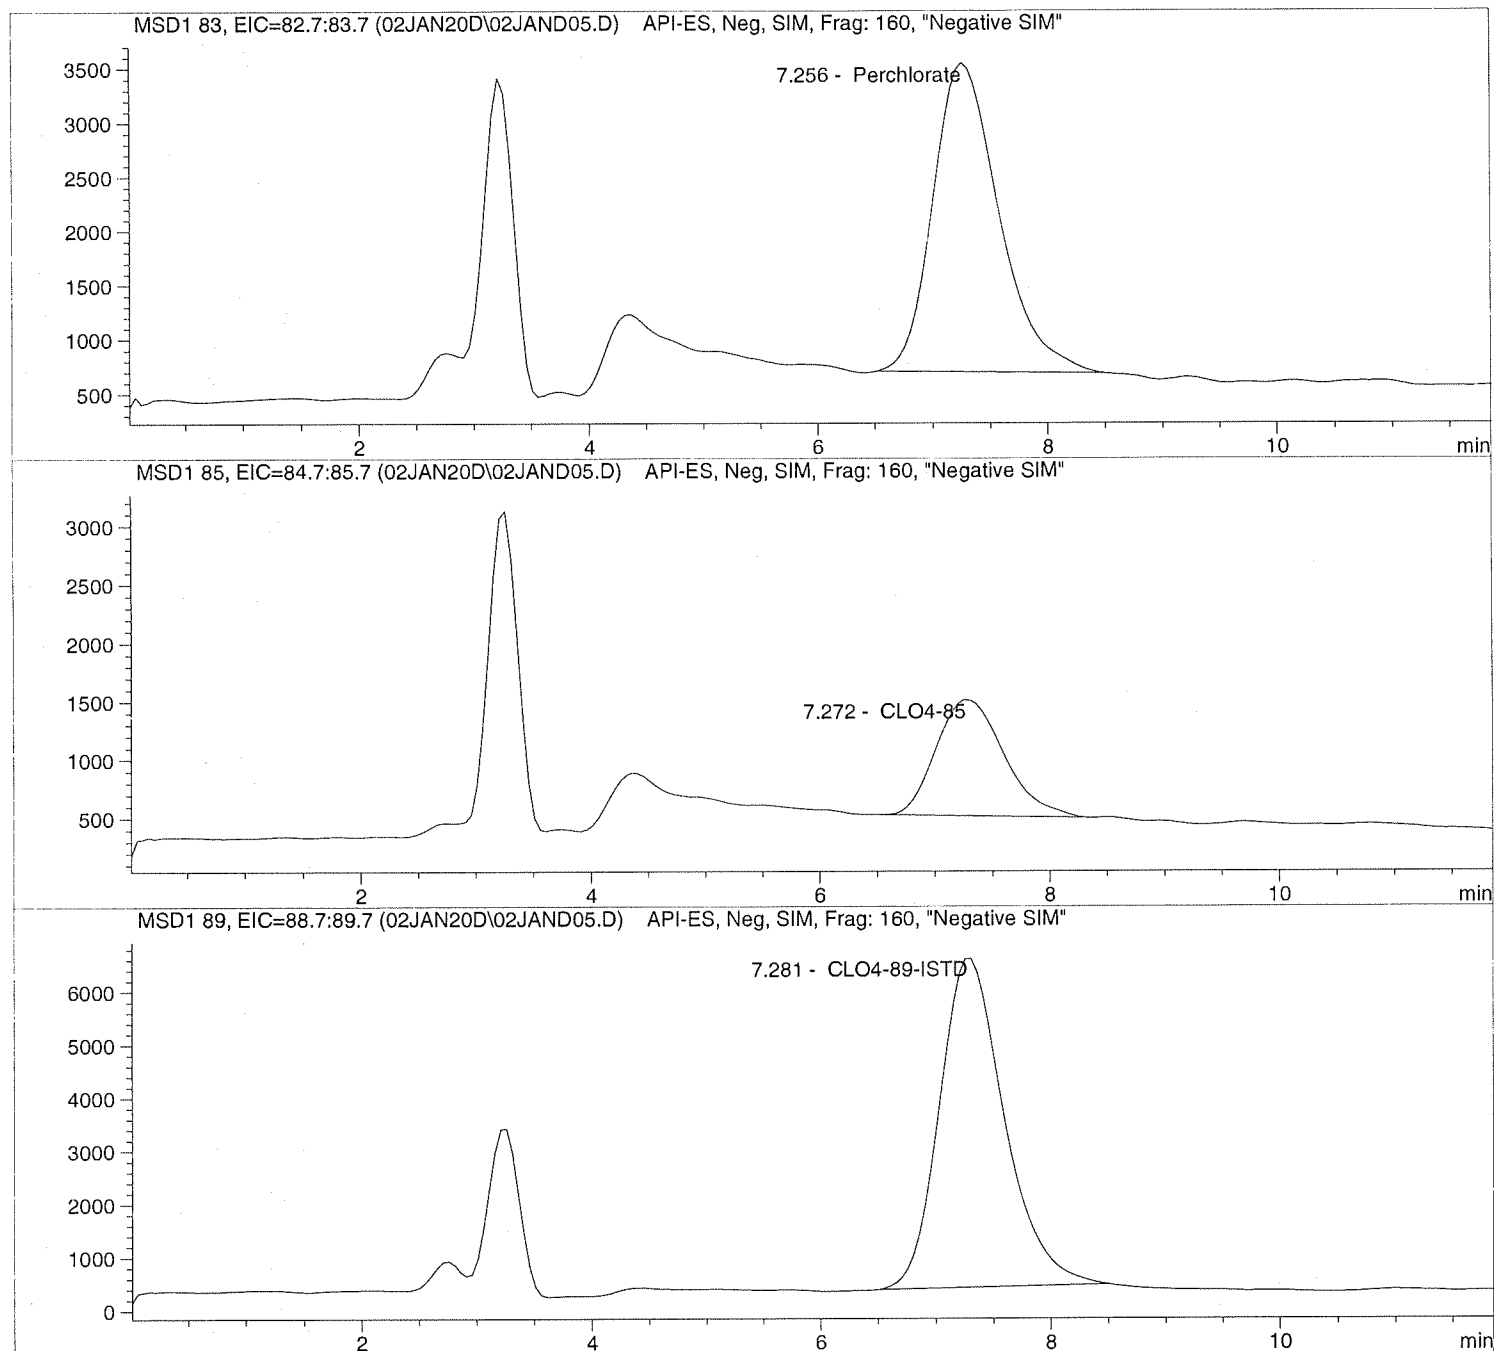 MSD1 83, EIC=82.7:83.7 (02JAN20D\02JAND05.D) API-ES, Neg, SIM, Frag: 160, "Negative SIM"
3500
7.256 - Perchlorate
3000
2500
2000
1500
1000
500
2 4 6 8 10 min
MSD1 85, EIC=84.7:85.7 (02JAN20D\02JAND05.D) API-ES, Neg, SIM, Frag: 160, "Negative SIM"
3000
2500
2000
1500
7.272 - CLO4-85
1000
500
2 4 6 8 10 min
MSD1 89, EIC=88.7:89.7 (02JAN20D\02JAND05.D) API-ES, Neg, SIM, Frag: 160, "Negative SIM"
7.281 - CLO4-89-ISTD
6000
5000
4000
3000
2000
1000
0
2 4 6 8 10 min